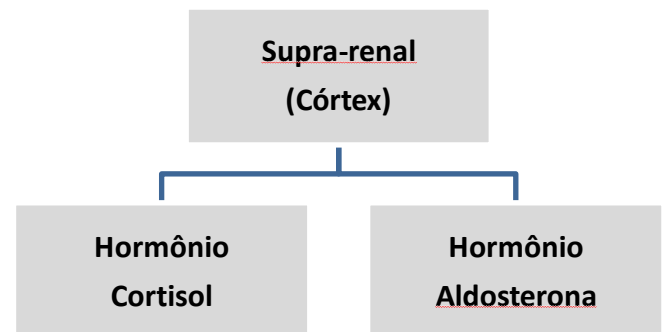 Supra-renal
(Córtex)
Hormônio
Cortisol
Hormônio
Aldosterona